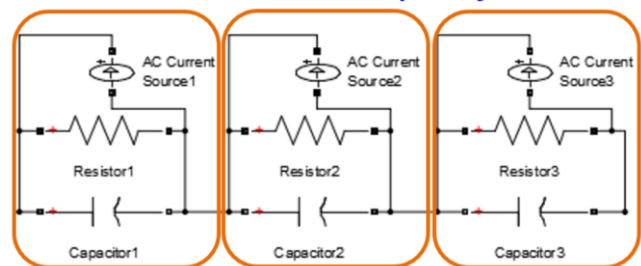 AC Current
Source1
AC Current
Source2
AC Current
Source3
Resistor1
Resistor2
Resistor3
Capacitor1
Capacitor2
Capacitor3